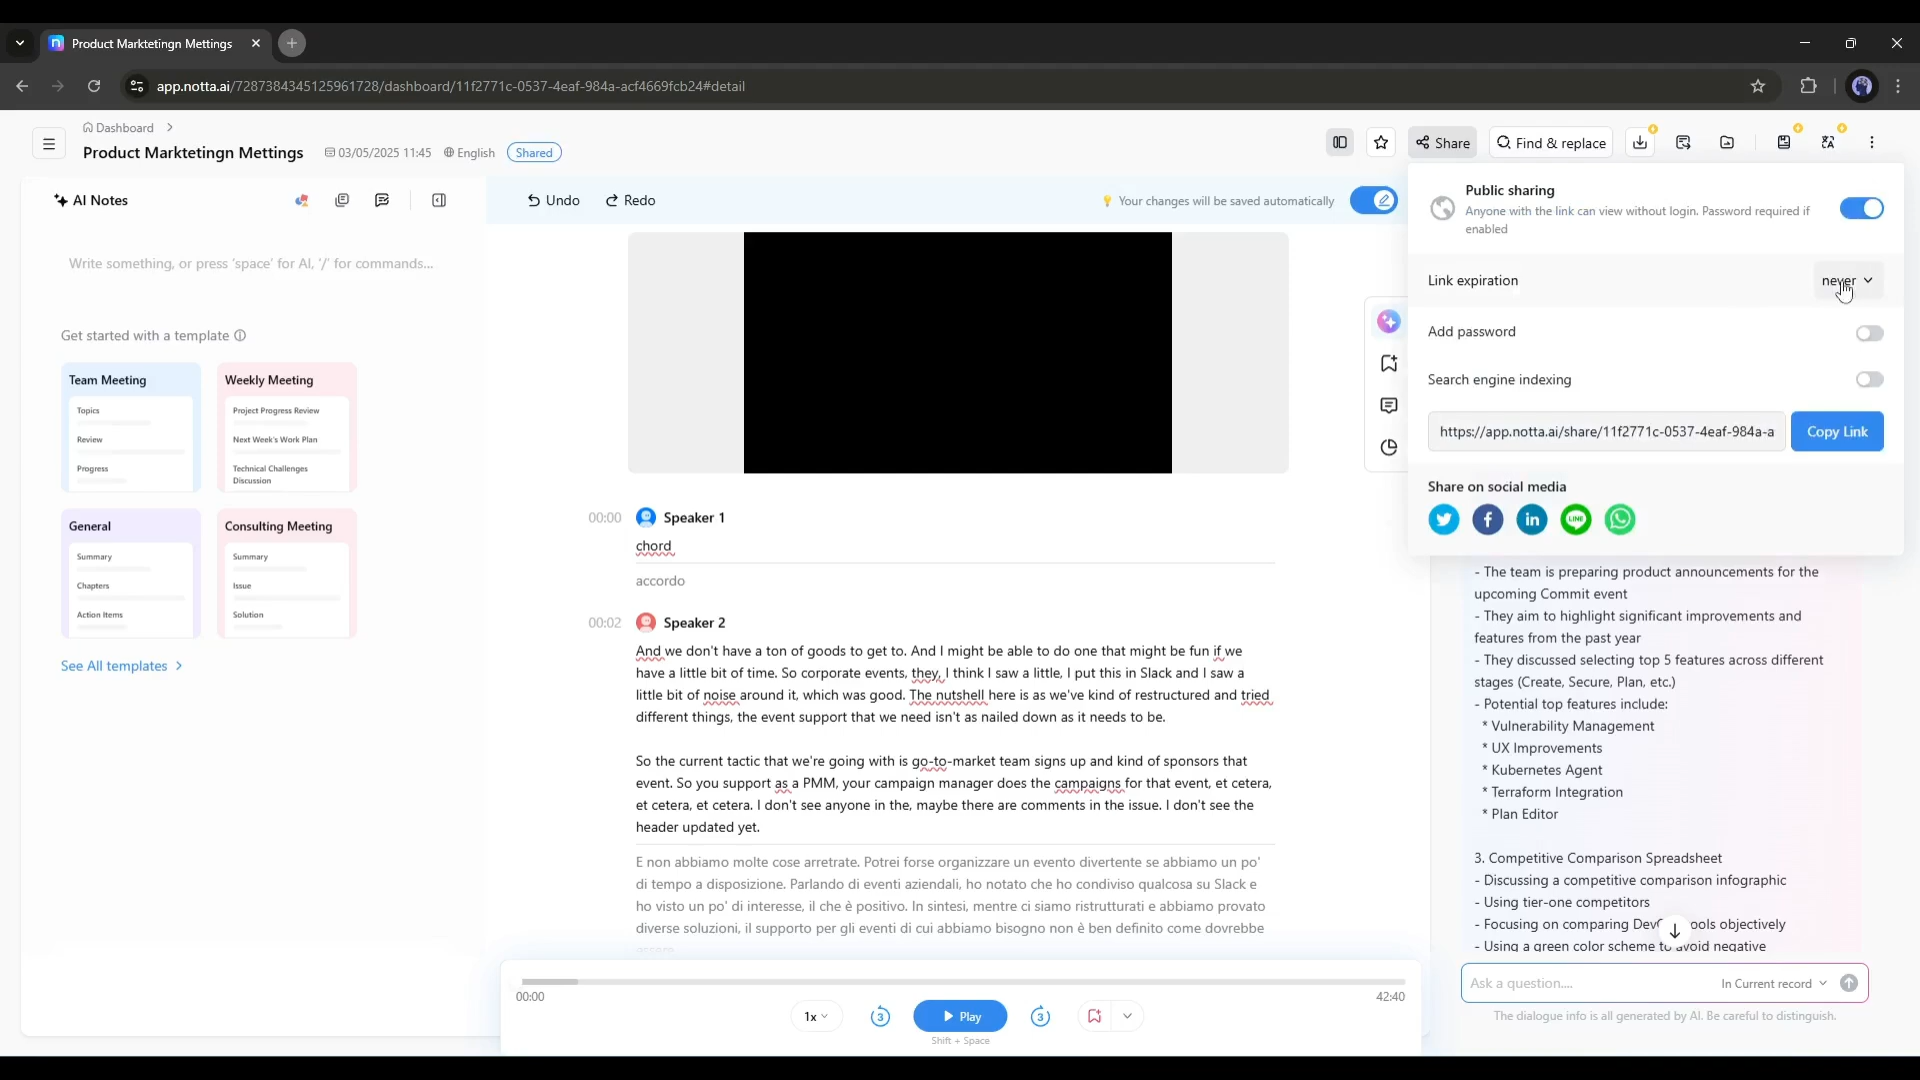 Product Marktetingn Mettings
app.notta.ai/7287384345125961728/dashboard/11f2771c-0537-4eaf-984a-acf4669fcb24#detail
Dashboard
Product Marktetingn Mettings
03/05/2025 11:45
English
Shared
Share
Find & replace
AI Notes
Write something, or press 'space' for AI, '/' for commands...
Get started with a template
Team Meeting
Topics
Review
Progress
Weekly Meeting
Project Progress Review
Next Week's Work Plan
Technical Challenges
Discussion
General
Summary
Chapters
Action Items
Consulting Meeting
Summary
Issue
Solution
See All templates
Undo
Redo
Your changes will be saved automatically
00:00
Speaker 1
chord
accordo
00:02
Speaker 2
And we don't have a ton of goods to get to. And I might be able to do one that might be fun if we
have a little bit of time. So corporate events, they, I think I saw a little, I put this in Slack and I saw a
little bit of noise around it, which was good. The nutshell here is as we've kind of restructured and tried
different things, the event support that we need isn't as nailed down as it needs to be.
So the current tactic that we're going with is go-to-market team signs up and kind of sponsors that
event. So you support as a PMM, your campaign manager does the campaigns for that event, et cetera,
et cetera, et cetera. I don't see anyone in the, maybe there are comments in the issue. I don't see the
header updated yet.
E non abbiamo molte cose arretrate. Potrei forse organizzare un evento divertente se abbiamo un po'
di tempo a disposizione. Parlando di eventi aziendali, ho notato che ho condiviso qualcosa su Slack e
ho visto un po' di interesse, il che è positivo. In sintesi, mentre ci siamo ristrutturati e abbiamo provato
diverse soluzioni, il supporto per gli eventi di cui abbiamo bisogno non è ben definito come dovrebbe
00:00
42:40
1x
3
Play
3
Shift + Space
Public sharing
Anyone with the link can view without login. Password required if
enabled
Link expiration
never
Add password
Search engine indexing
https://app.notta.ai/share/11f2771c-0537-4eaf-984a-a
Copy Link
Share on social media
LINE
- The team is preparing product announcements for the
upcoming Commit event
- They aim to highlight significant improvements and
features from the past year
- They discussed selecting top 5 features across different
stages (Create, Secure, Plan, etc.)
- Potential top features include:
* Vulnerability Management
* UX Improvements
* Kubernetes Agent
* Terraform Integration
* Plan Editor
3. Competitive Comparison Spreadsheet
- Discussing a competitive comparison infographic
- Using tier-one competitors
- Focusing on comparing objectively
- Using a green color scheme to avoid negative
Ask a question....
In Current record
The dialogue info is all generated by AI. Be careful to distinguish.